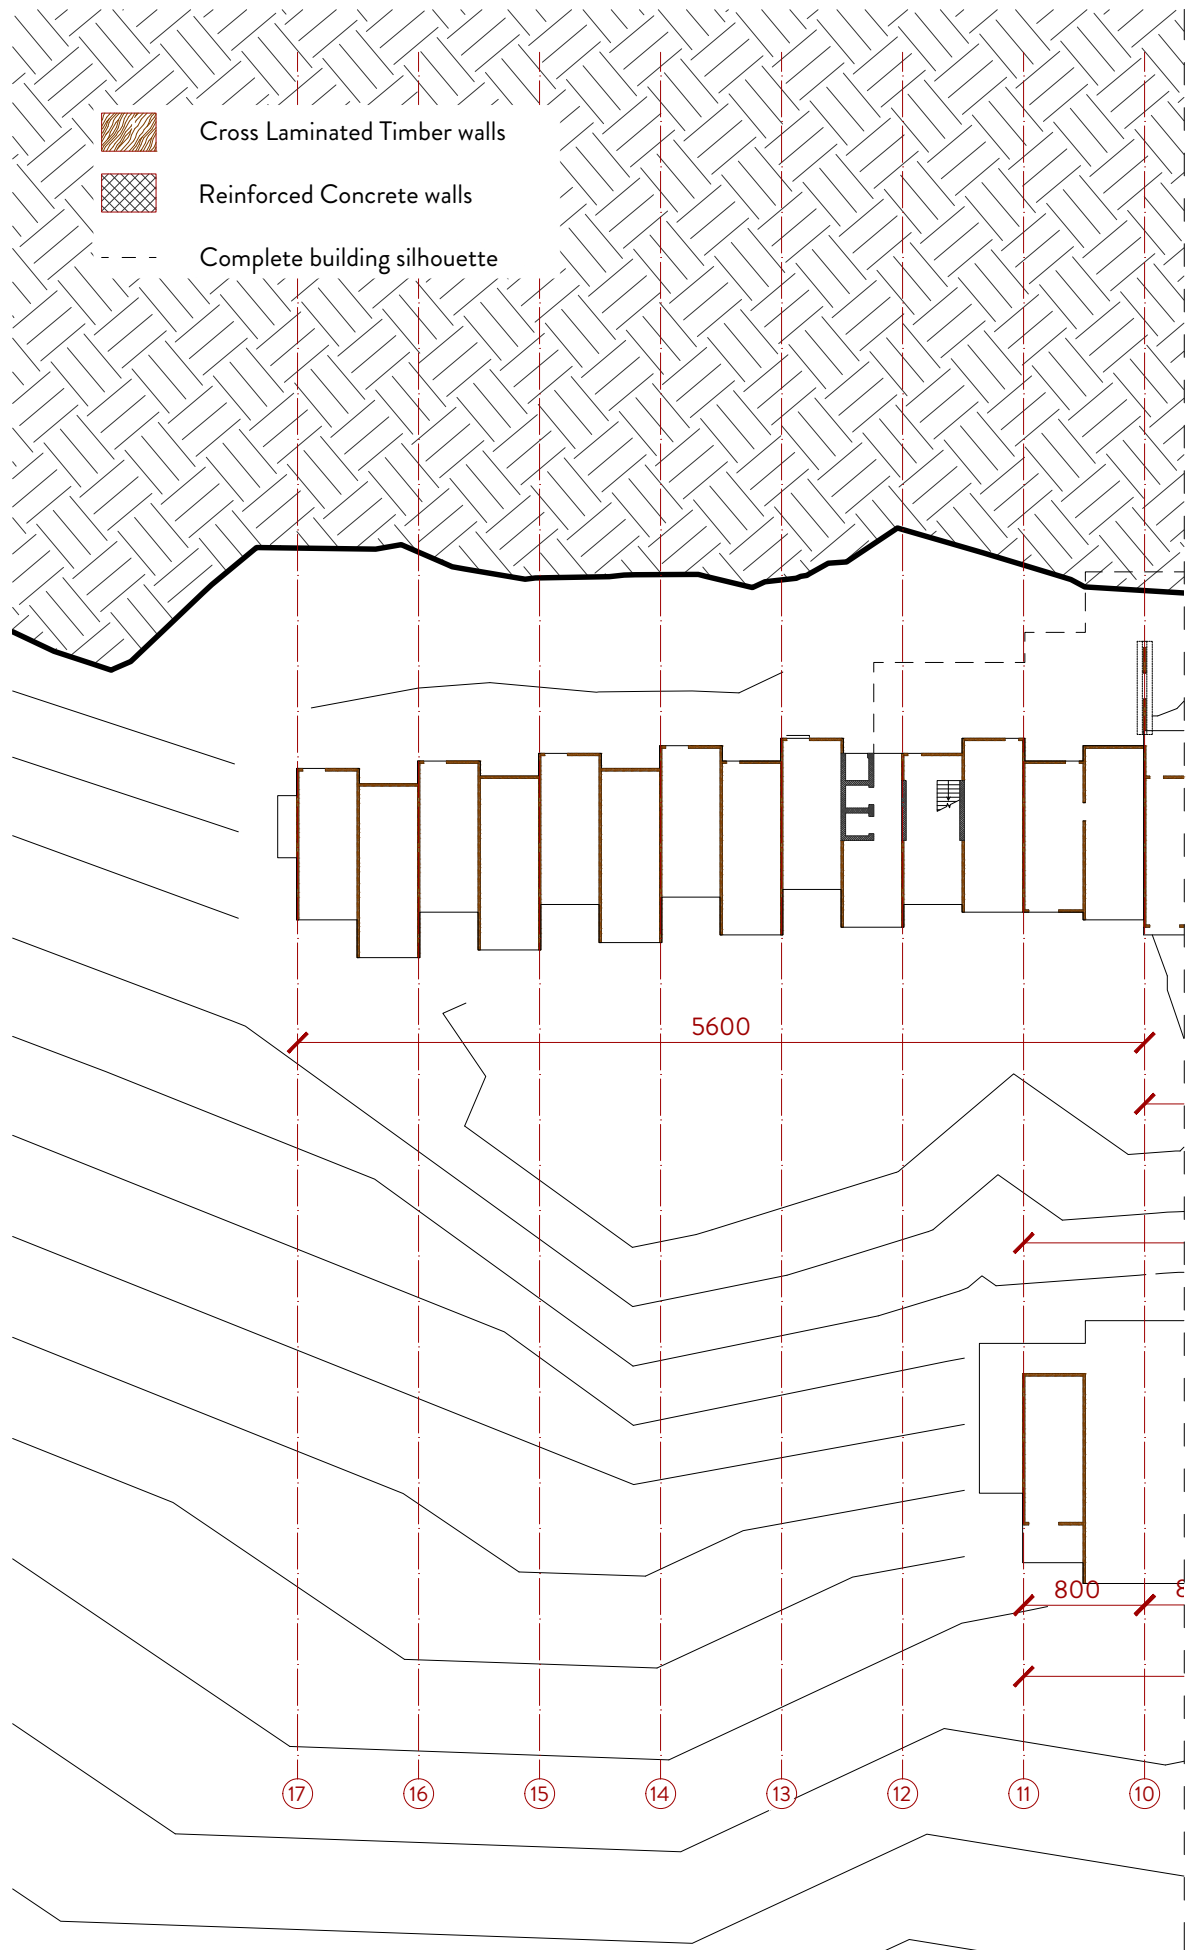 Cross Laminated Timber walls
Reinforced Concrete walls
Complete building silhouette
5600
800
17 16 15 14 13 12 11 10